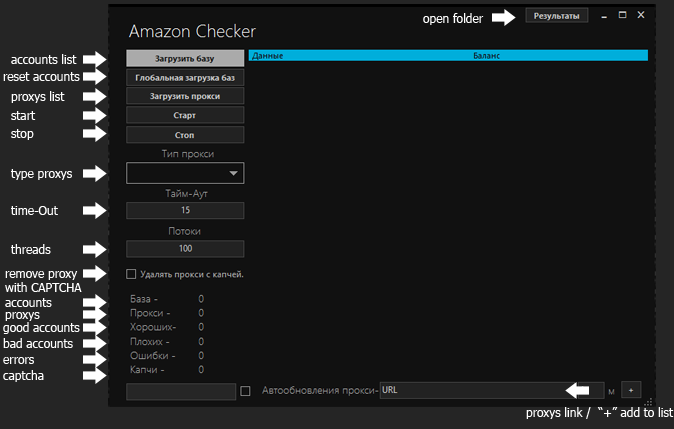 open folder
Результаты
Amazon Checker
accounts list
Загрузить базу
Данные
Баланс
reset accounts
Глобальная загрузка баз
proxys list
Загрузить прокси
start
Старт
stop
Стоп
Тип прокси
type proxys
Тайм-Аут
time-Out
15
Потоки
threads
100
remove proxy
with CAPTCHA
Удалять прокси с капчей.
accounts
База - 0
proxys
Прокси - 0
good accounts
Хороших- 0
bad accounts
Плохих - 0
errors
Ошибки - 0
captcha
Капчи - 0
Автообновления прокси-
URL
м
+
proxys link / "+" add to list